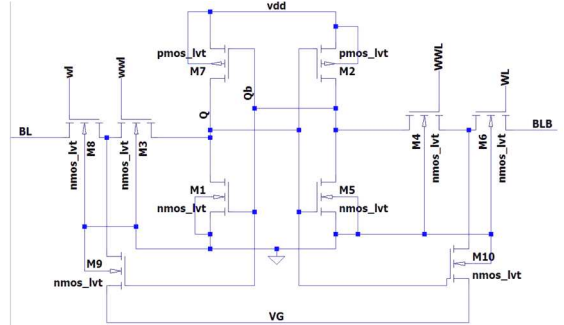 vdd
pmos_lvt
pmos_lvt
M7
M2
wl
wwl
Qb
WWL
WL
Q
BL
BLB
nmos_lvt
M8
nmos_lvt
M3
M4
nmos_lvt
M6
nmos_lvt
M1
nmos_lvt
M5
nmos_lvt
M9
nmos_lvt
M10
nmos_lvt
VG